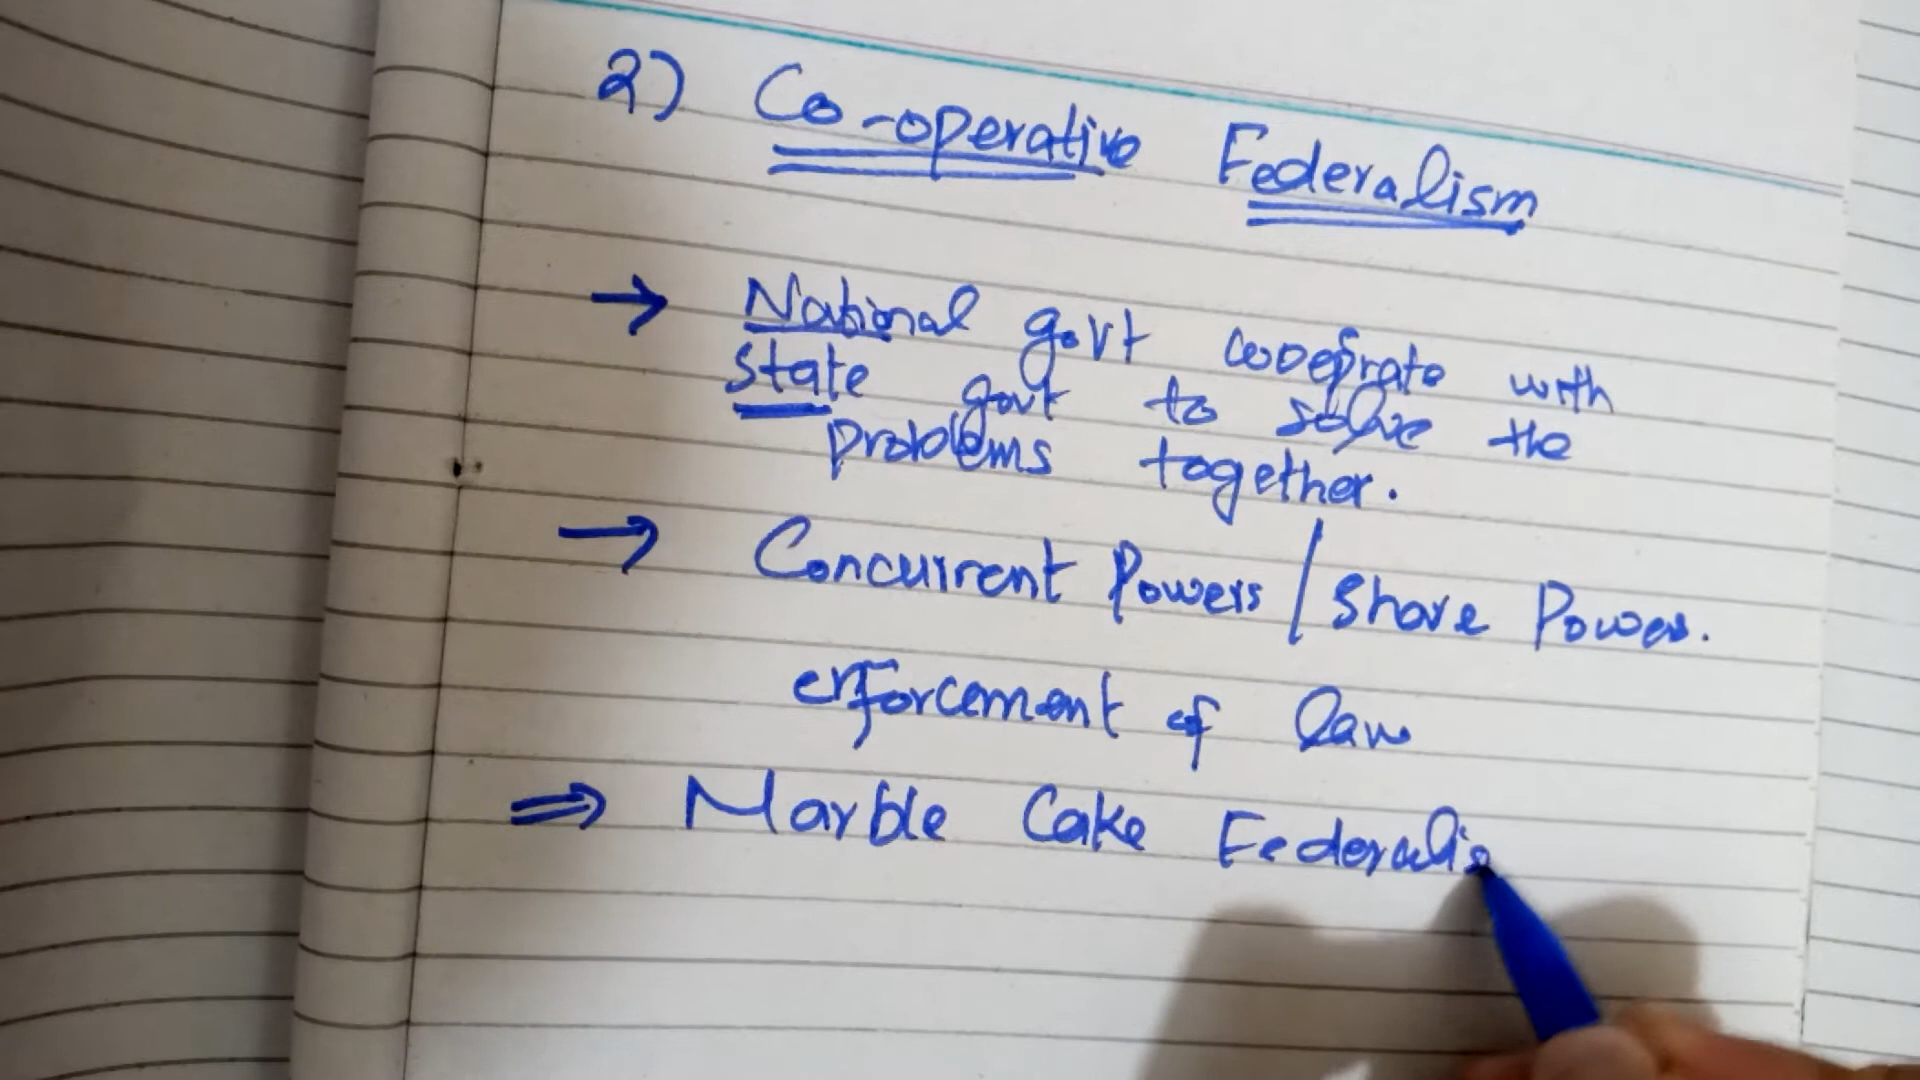 2) Co-operative Federalism
→ National govt cooperate with
state govt to solve the
problems together.
→ Concurrent Powers / Share Power.
enforcement of law
⇒ Marble Cake Federalis